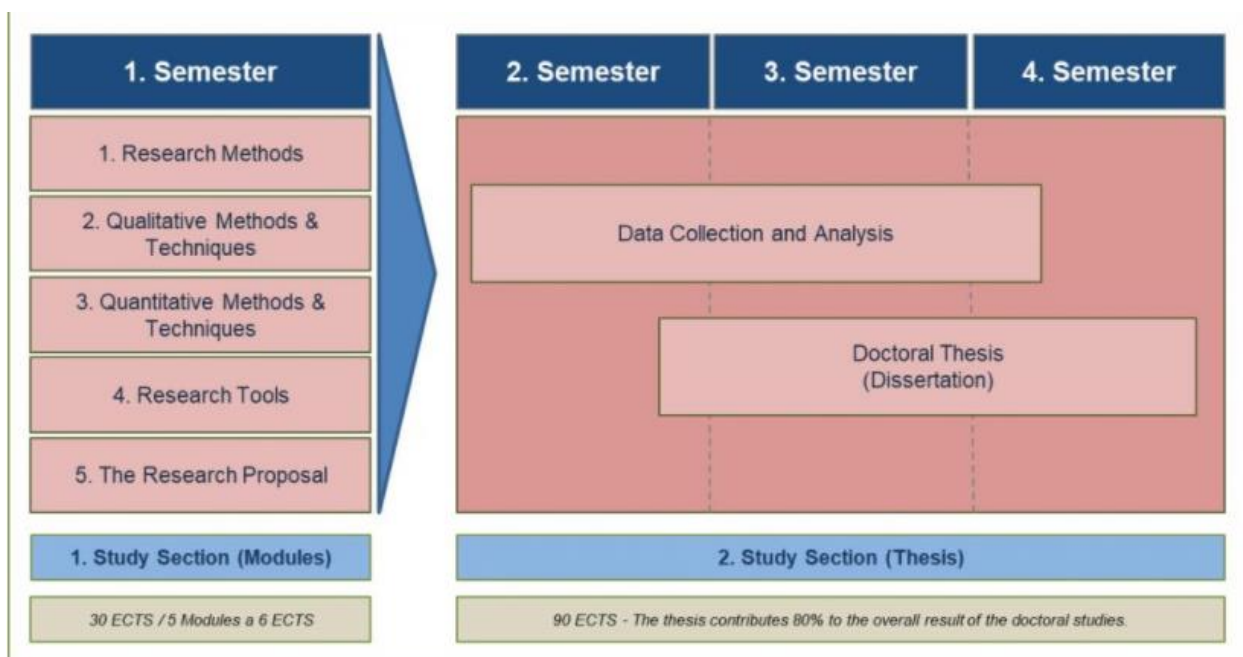 1. Semester
1. Research Methods
2. Qualitative Methods &
Techniques
3. Quantitative Methods &
Techniques
4. Research Tools
5. The Research Proposal
1. Study Section (Modules)
30 ECTS / 5 Modules a 6 ECTS
2. Semester
3. Semester
4. Semester
Data Collection and Analysis
Doctoral Thesis
(Dissertation)
2. Study Section (Thesis)
90 ECTS - The thesis contributes 80% to the overall result of the doctoral studies.